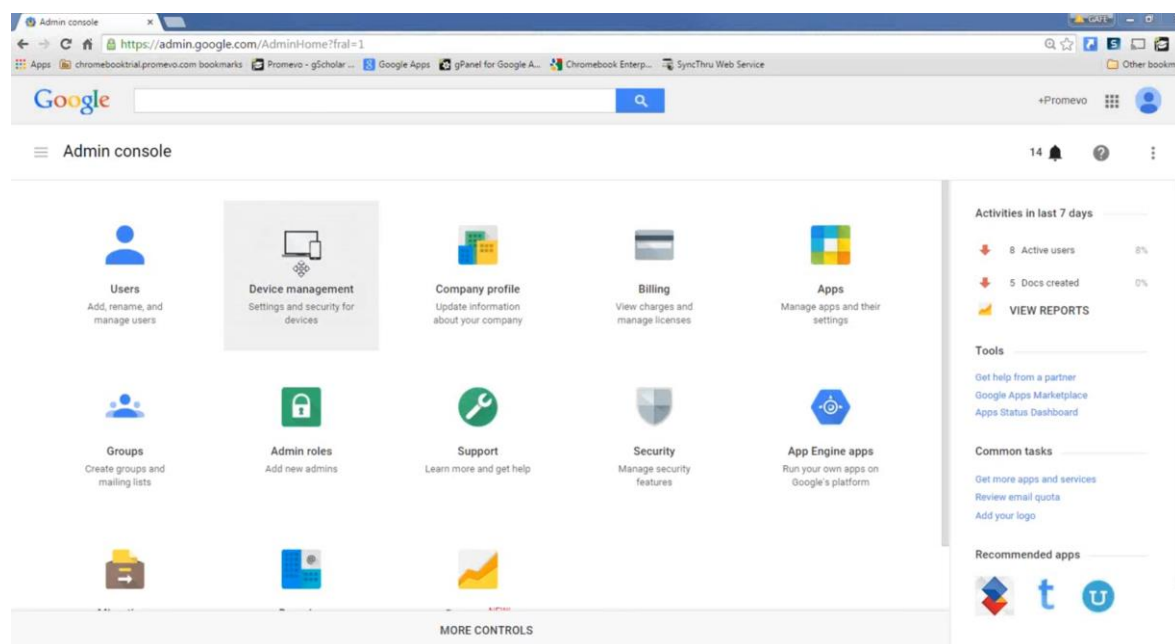 Admin console
GAFE
https://admin.google.com/AdminHome?fral=1
Apps chromebooktrial.promevo.com bookmarks Promevo - gScholar ... Google Apps gPanel for Google A... Chromebook Enterp... SyncThru Web Service Other bookm
Google +Promevo
Admin console 14
Users
Add, rename, and
manage users
Device management
Settings and security for
devices
Company profile
Update information
about your company
Billing
View charges and
manage licenses
Apps
Manage apps and their
settings
Groups
Create groups and
mailing lists
Admin roles
Add new admins
Support
Learn more and get help
Security
Manage security
features
App Engine apps
Run your own apps on
Google's platform
NEW
MORE CONTROLS
Activities in last 7 days
8 Active users 8%
5 Docs created 0%
VIEW REPORTS
Tools
Get help from a partner
Google Apps Marketplace
Apps Status Dashboard
Common tasks
Get more apps and services
Review email quota
Add your logo
Recommended apps